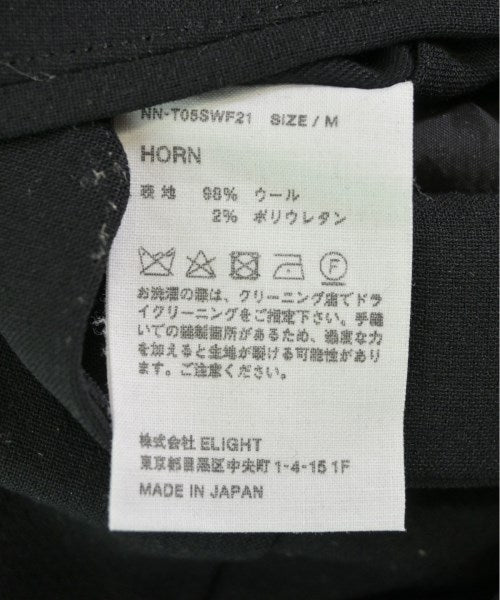 NN-T05SWF21 SIZE / M
HORN
表地 98% ウール
2% ポリウレタン
F
お洗濯の際は、クリーニング店でドラ
イクリーニングをご指定下さい。手縫
いでの縫製箇所があるため、過度な力
を加えると生地が裂ける可能性があり
ます。ご注意ください。
株式会社 ELIGHT
東京都目黒区中央町 1-4-15 1F
MADE IN JAPAN